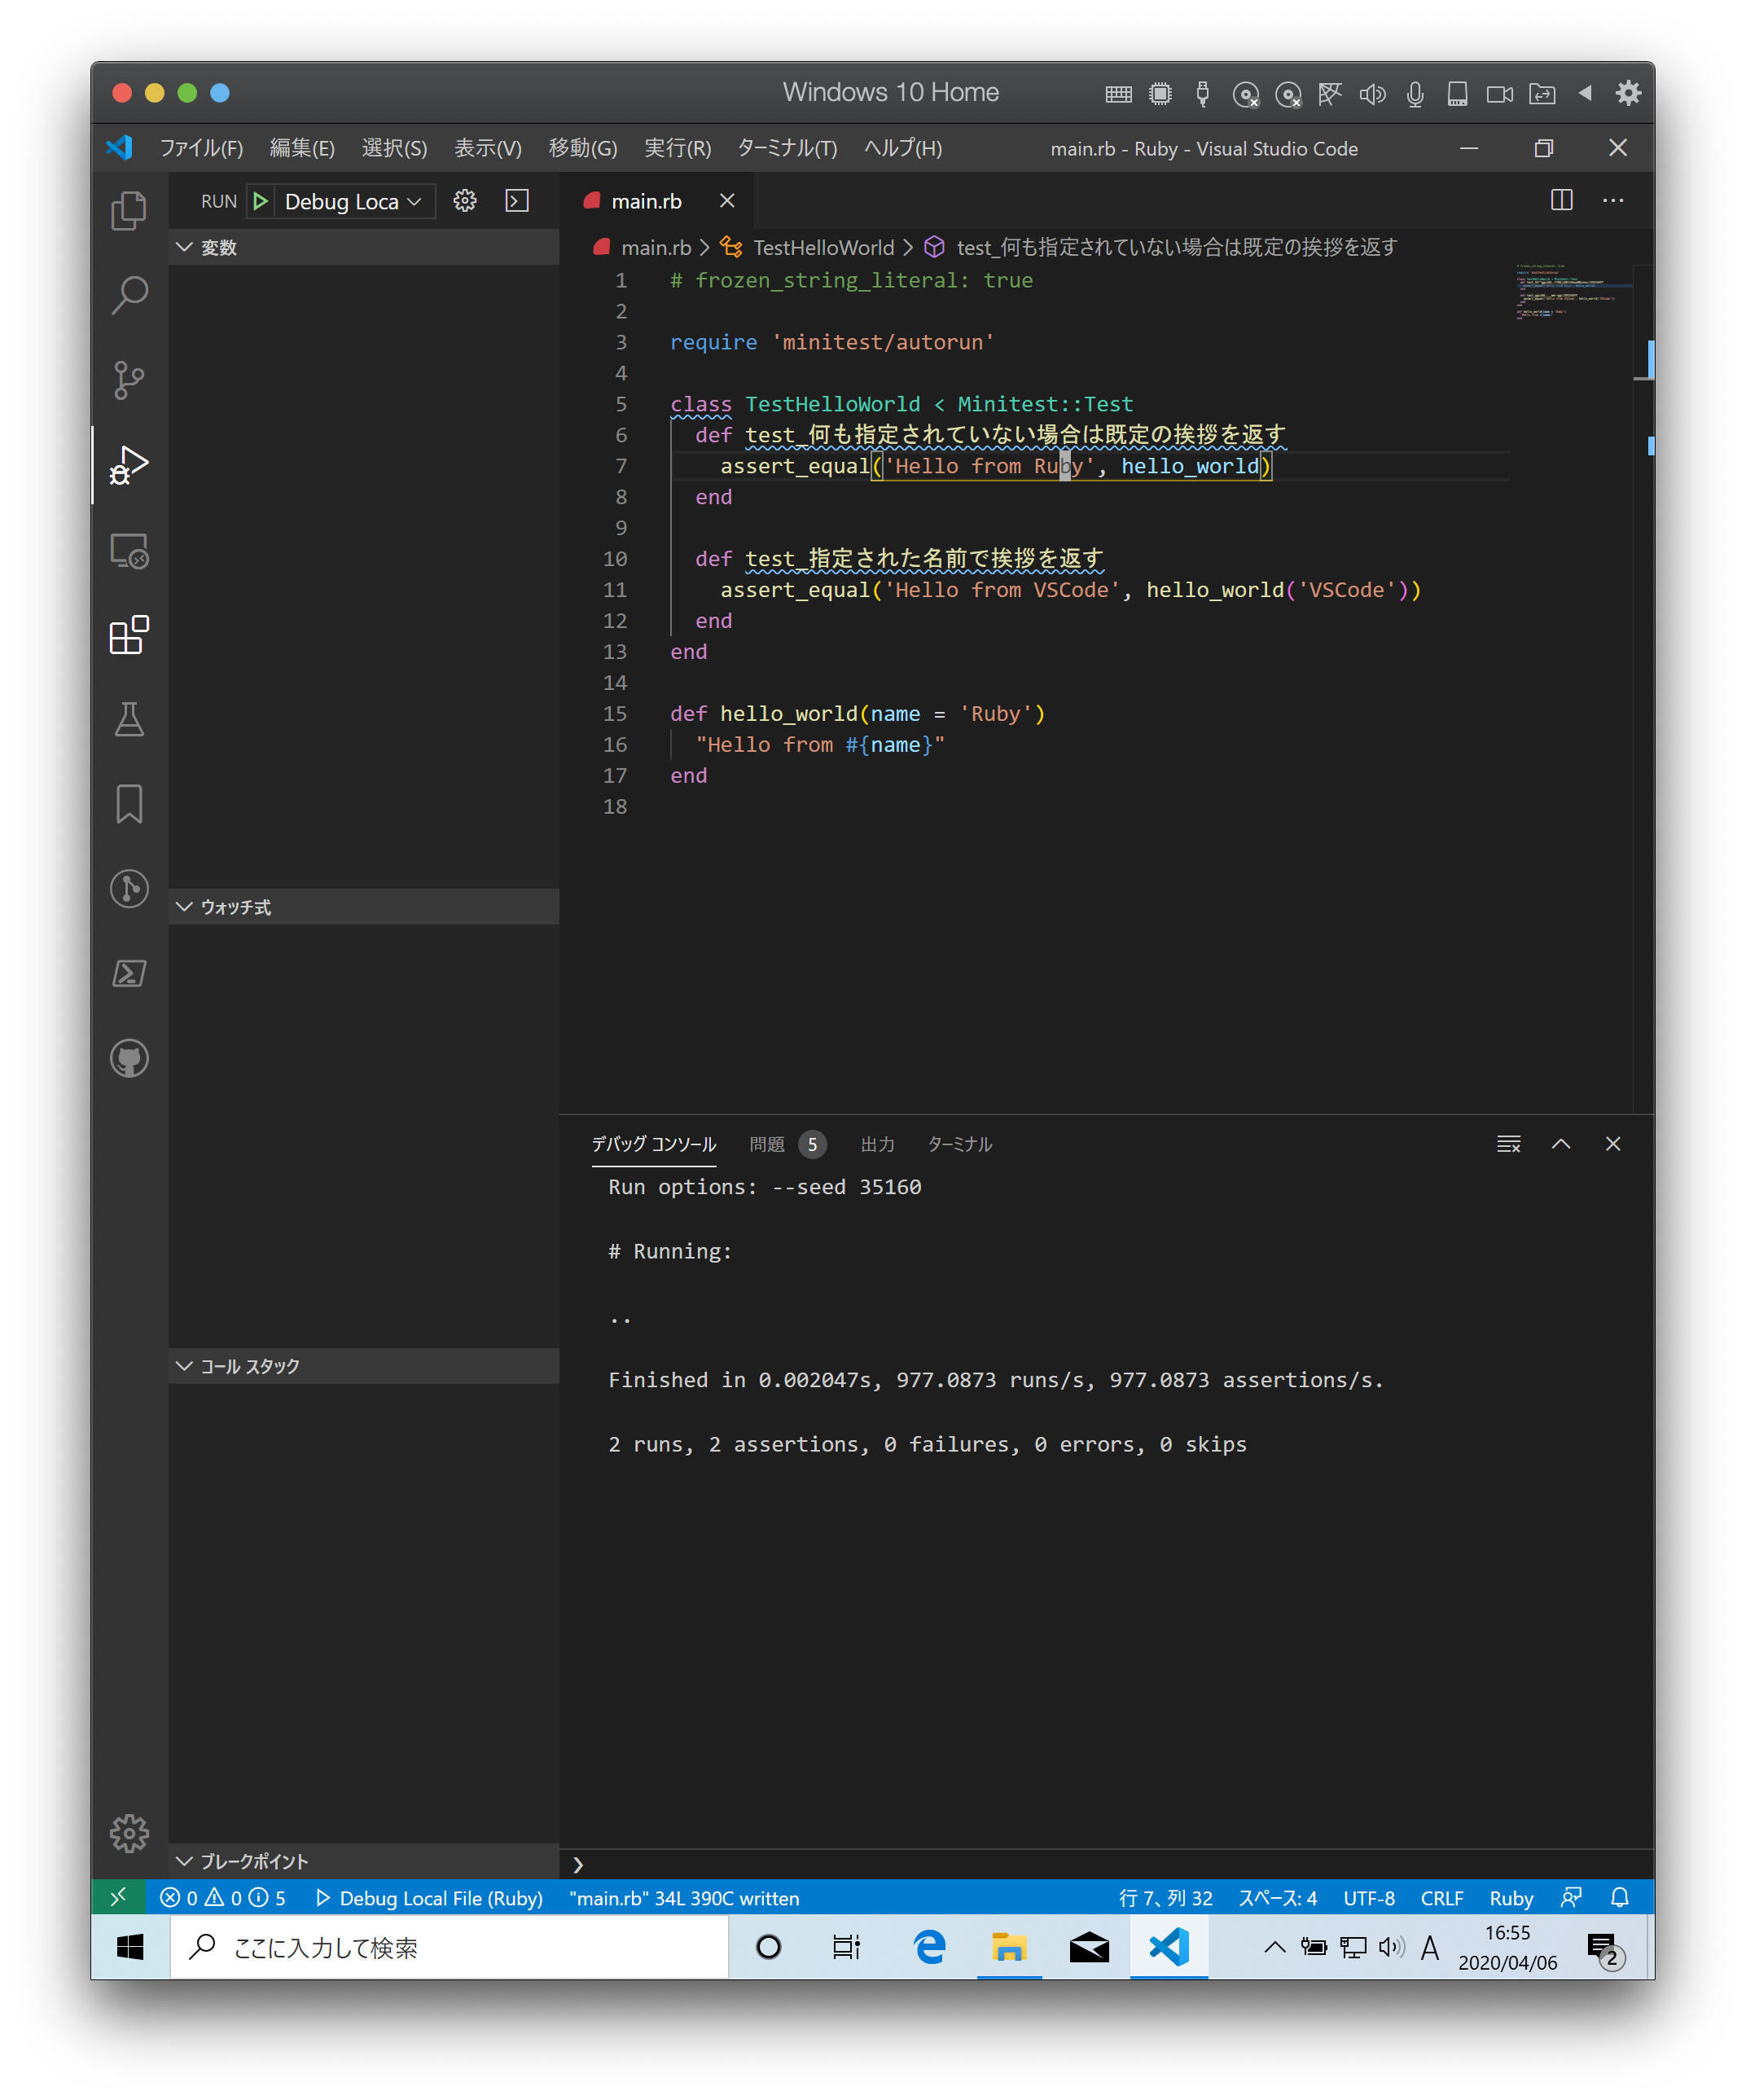 Windows 10 Home
ファイル(F) 編集(E) 選択(S) 表示(V) 移動(G) 実行(R) ターミナル(T) ヘルプ(H) main.rb - Ruby - Visual Studio Code
RUN Debug Loca
main.rb
変数
main.rb TestHelloWorld test_何も指定されていない場合は既定の挨拶を返す
1 # frozen_string_literal: true
2
3 require 'minitest/autorun'
4
5 class TestHelloWorld < Minitest::Test
6 def test_何も指定されていない場合は既定の挨拶を返す
7 assert_equal('Hello from Ruby', hello_world)
8 end
9
10 def test_指定された名前で挨拶を返す
11 assert_equal('Hello from VSCode', hello_world('VSCode'))
12 end
13 end
14
15 def hello_world(name = 'Ruby')
16 "Hello from #{name}"
17 end
18
ウォッチ式
コール スタック
ブレークポイント
デバッグ コンソール 問題 5 出力 ターミナル
Run options: --seed 35160
# Running:
..
Finished in 0.002047s, 977.0873 runs/s, 977.0873 assertions/s.
2 runs, 2 assertions, 0 failures, 0 errors, 0 skips
0 0 5 Debug Local File (Ruby) "main.rb" 34L 390C written 行 7、列 32 スペース: 4 UTF-8 CRLF Ruby
ここに入力して検索
A
16:55
2020/04/06
2